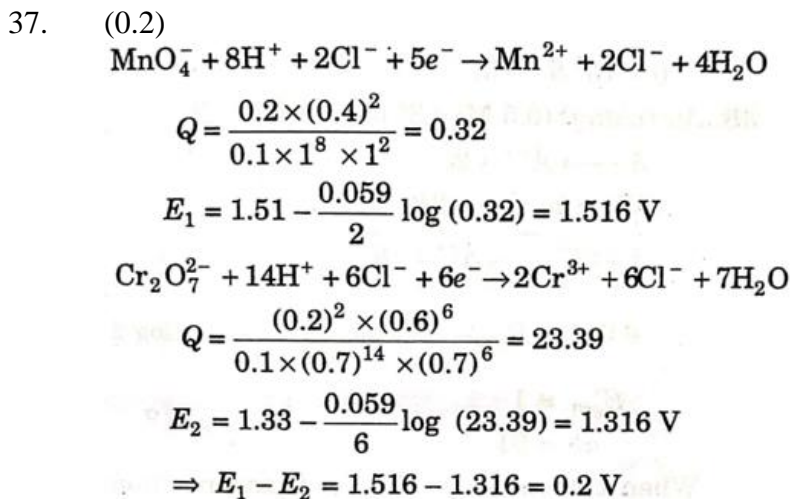 37. (0.2)
MnO₄⁻ + 8H⁺ + 2Cl⁻ + 5e⁻ → Mn²⁺ + 2Cl⁻ + 4H₂O
Q = 0.2 × (0.4)² / 0.1 × 1⁸ × 1² = 0.32
E₁ = 1.51 − 0.059/2 log (0.32) = 1.516 V
Cr₂O₇²⁻ + 14H⁺ + 6Cl⁻ + 6e⁻ → 2Cr³⁺ + 6Cl⁻ + 7H₂O
Q = (0.2)² × (0.6)⁶ / 0.1 × (0.7)¹⁴ × (0.7)⁶ = 23.39
E₂ = 1.33 − 0.059/6 log (23.39) = 1.316 V
⇒ E₁ − E₂ = 1.516 − 1.316 = 0.2 V.